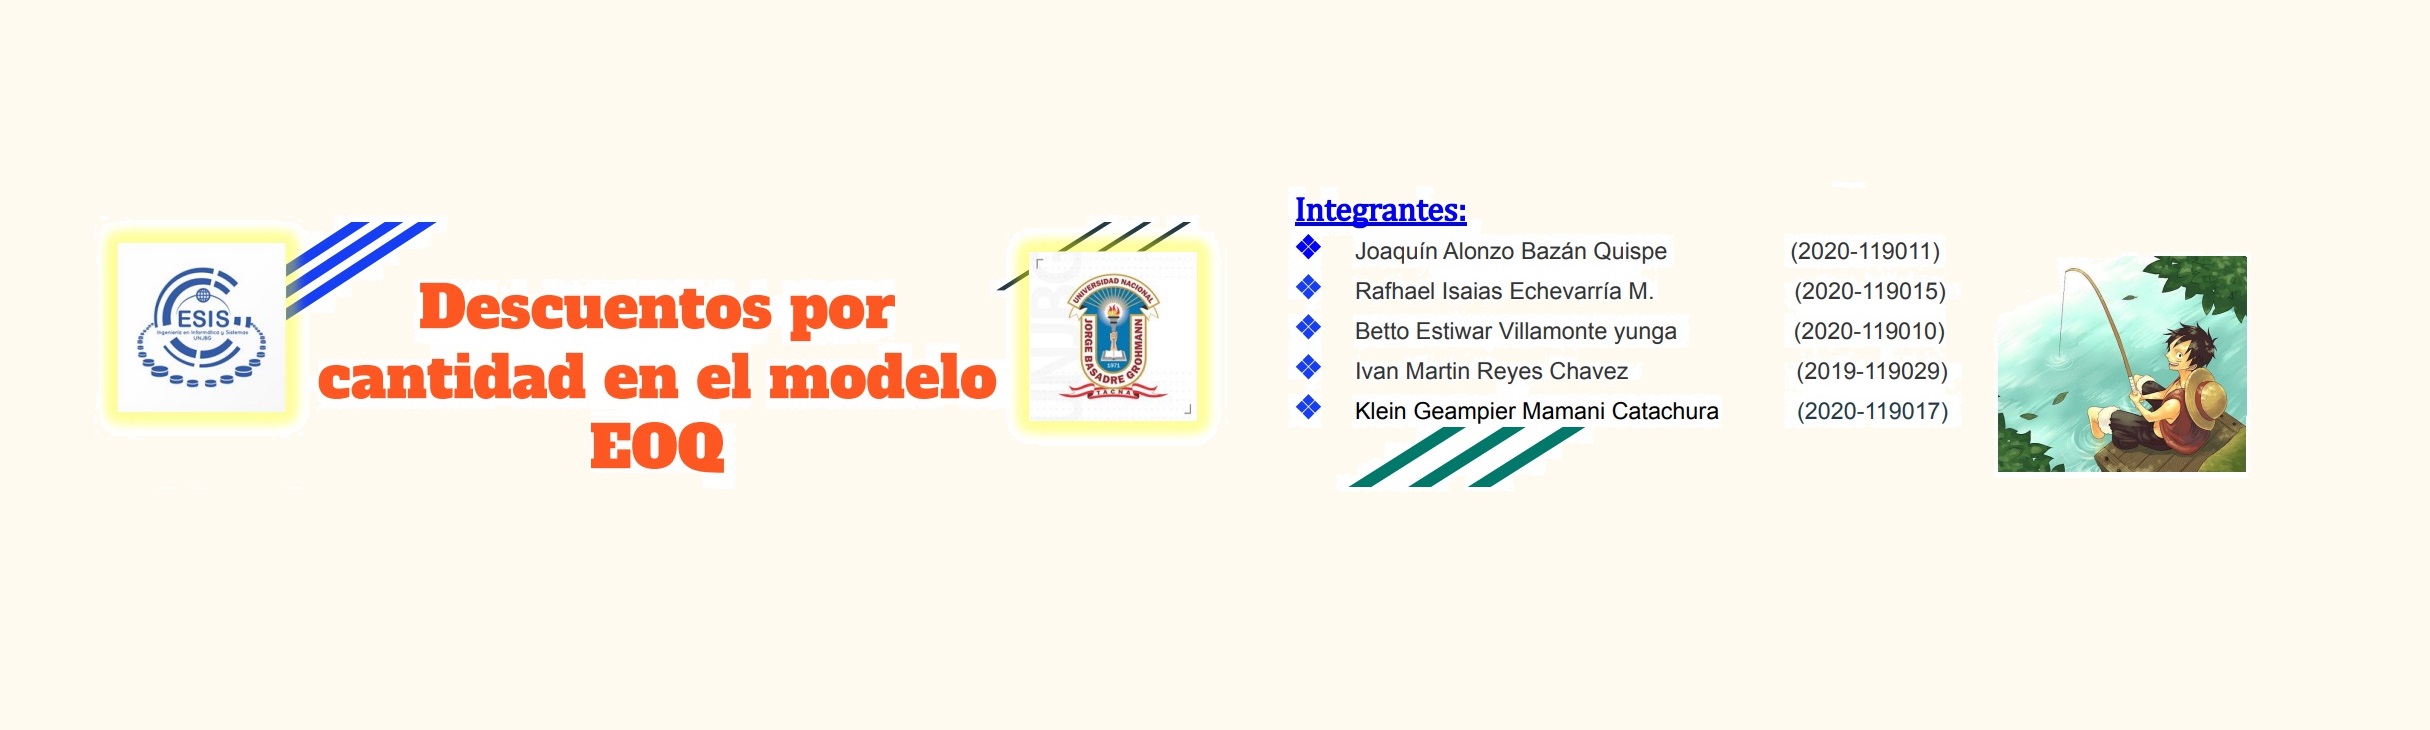 ESIS
Ingeniería en Informática y Sistemas
UNJBG
Descuentos por
cantidad en el modelo
EOQ
UNJBG
UNIVERSIDAD NACIONAL
JORGE BASADRE GROHMANN
1971
TACNA
Integrantes:
❖ Joaquín Alonzo Bazán Quispe (2020-119011)
❖ Rafhael Isaias Echevarría M. (2020-119015)
❖ Betto Estiwar Villamonte yunga (2020-119010)
❖ Ivan Martin Reyes Chavez (2019-119029)
❖ Klein Geampier Mamani Catachura (2020-119017)